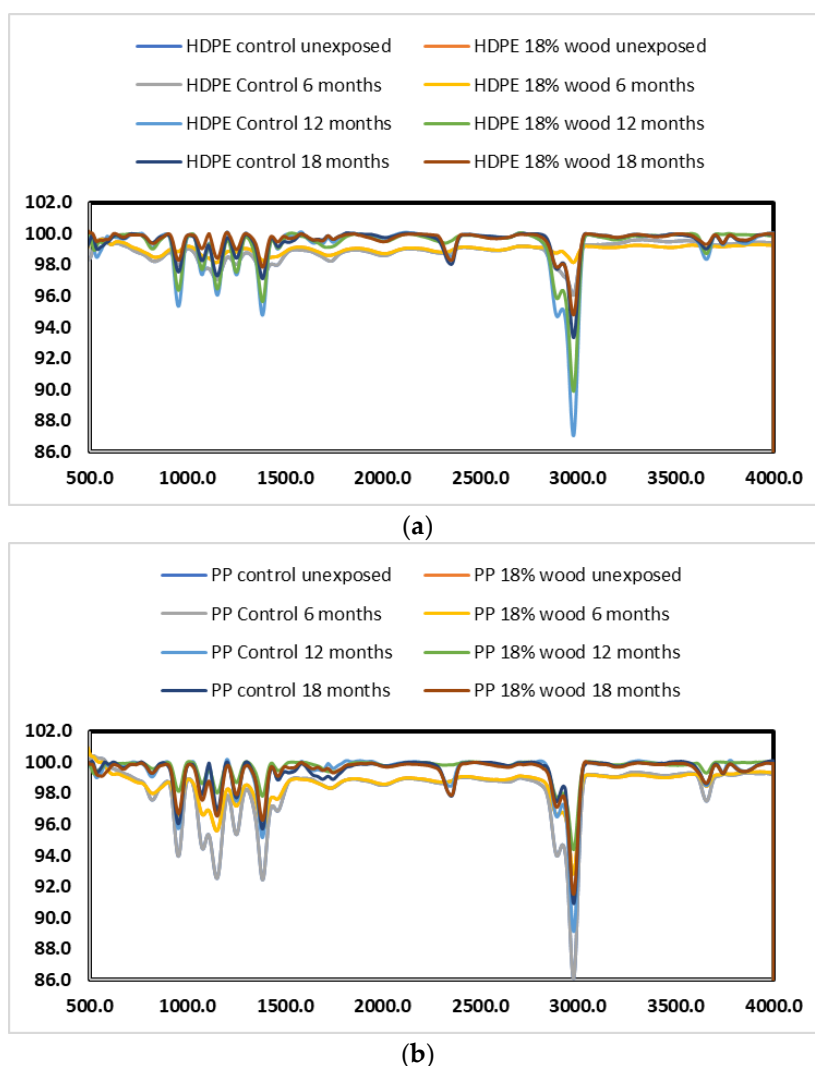 HDPE control unexposed HDPE 18% wood unexposed
HDPE Control 6 months HDPE 18% wood 6 months
HDPE Control 12 months HDPE 18% wood 12 months
HDPE control 18 months HDPE 18% wood 18 months
102.0
100.0
98.0
96.0
94.0
92.0
90.0
88.0
86.0
500.0 1000.0 1500.0 2000.0 2500.0 3000.0 3500.0 4000.0
(a)
PP control unexposed PP 18% wood unexposed
PP Control 6 months PP 18% wood 6 months
PP Control 12 months PP 18% wood 12 months
PP control 18 months PP 18% wood 18 months
102.0
100.0
98.0
96.0
94.0
92.0
90.0
88.0
86.0
500.0 1000.0 1500.0 2000.0 2500.0 3000.0 3500.0 4000.0
(b)